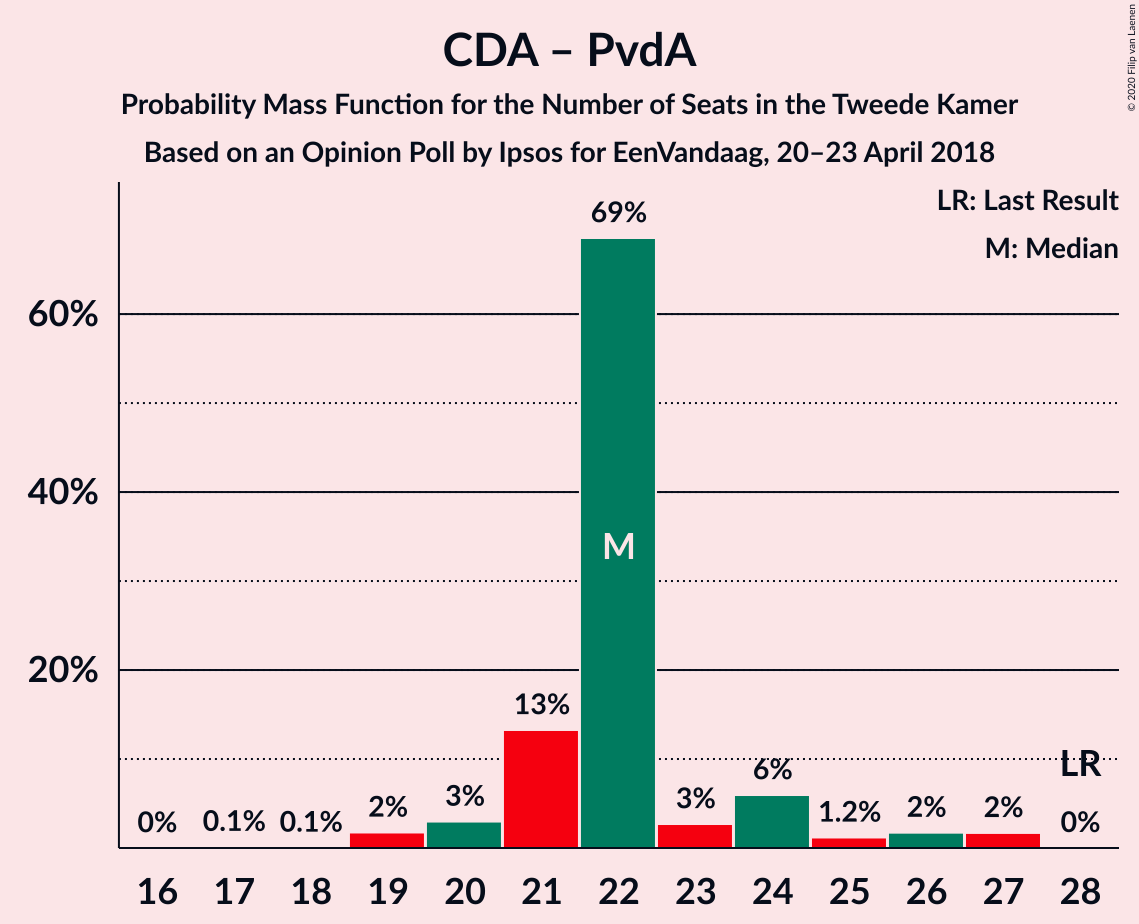 CDA – PvdA
Probability Mass Function for the Number of Seats in the Tweede Kamer
Based on an Opinion Poll by Ipsos for EenVandaag, 20–23 April 2018
© 2020 Filip van Laenen
LR: Last Result
M: Median
69%
60%
40%
M
20%
13%
LR
6%
3%
3%
2%
1.2%
2%
2%
0%
0.1%
0.1%
0%
16 17 18 19 20 21 22 23 24 25 26 27 28